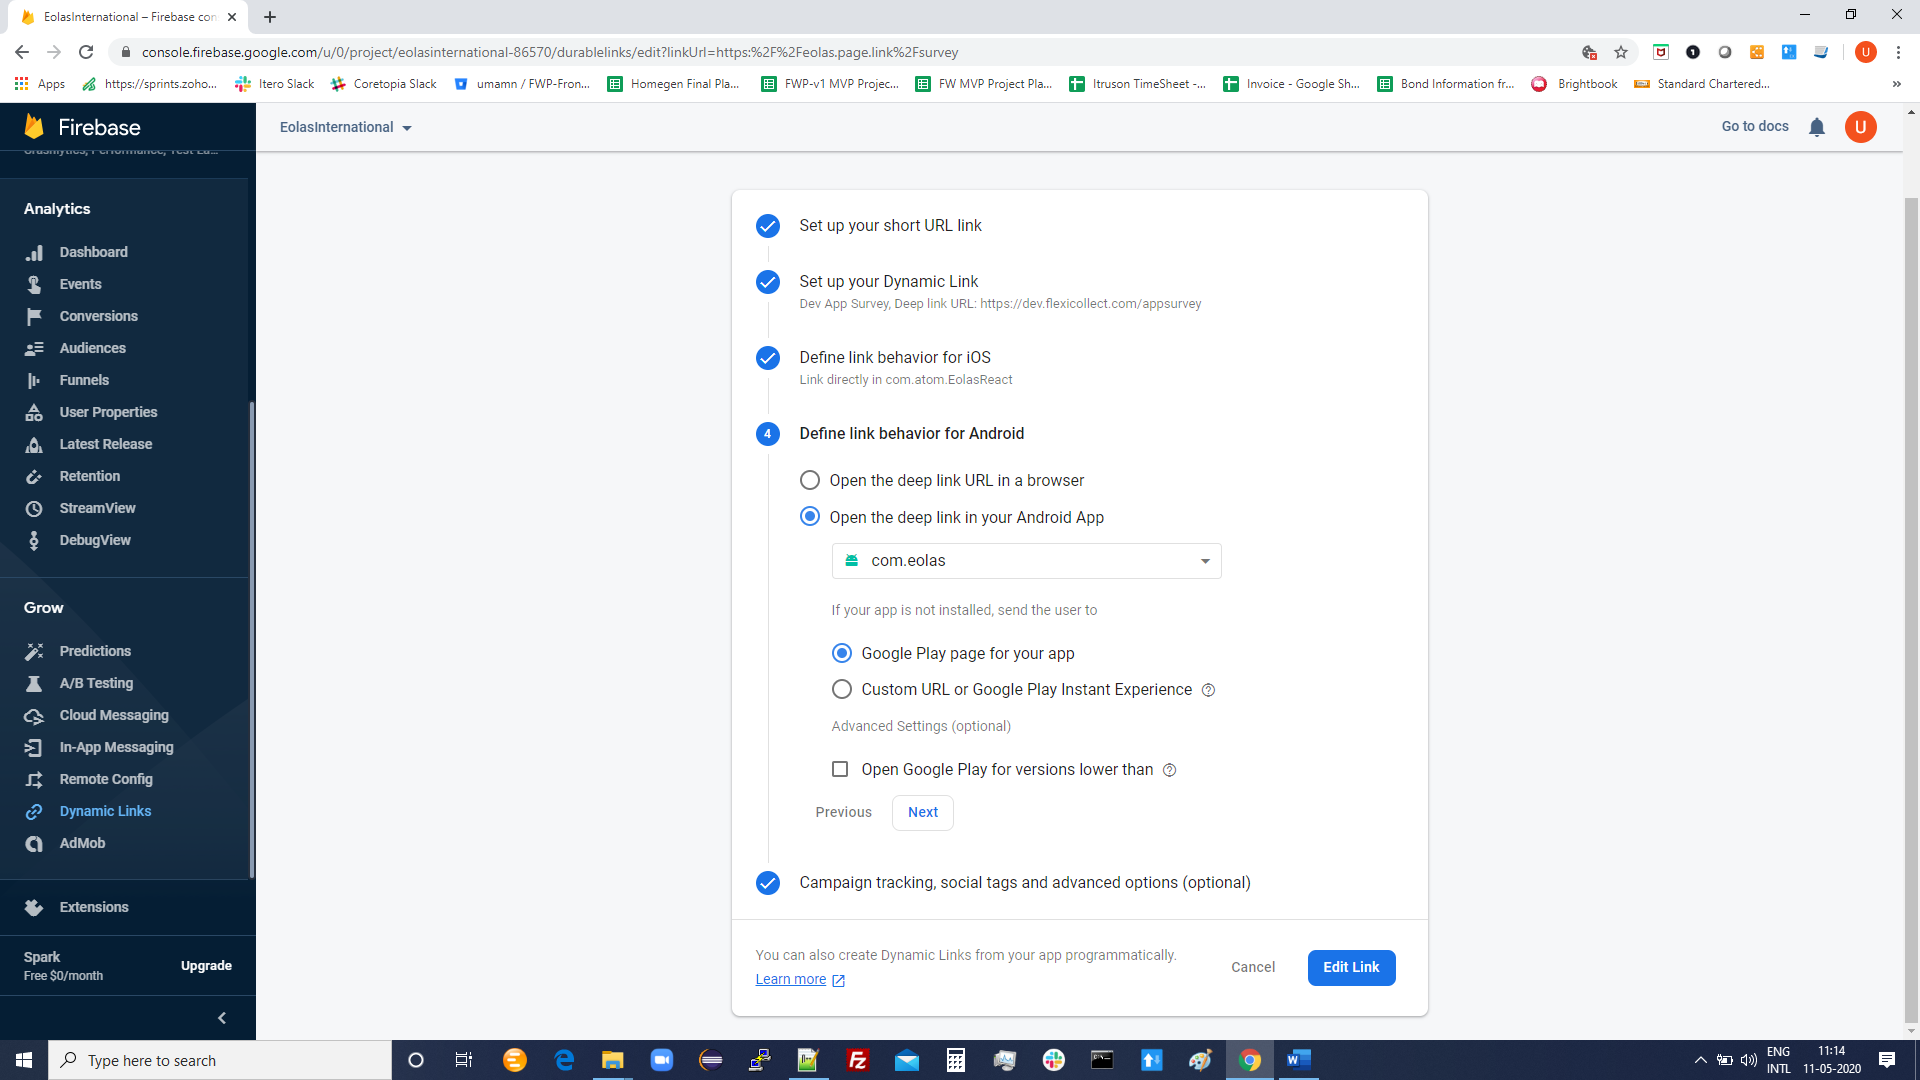 EolasInternational – Firebase con
console.firebase.google.com/u/0/project/eolasinternational-86570/durablelinks/edit?linkUrl=https:%2F%2Feolas.page.link%2Fsurvey
U
Apps
https://sprints.zoho...
Itero Slack
Coretopia Slack
umamn / FWP-Fron...
Homegen Final Pla...
FWP-v1 MVP Projec...
FW MVP Project Pla...
Itruson TimeSheet -...
Invoice - Google Sh...
Bond Information fr...
Brightbook
Standard Chartered...
»
Firebase
EolasInternational
Go to docs
U
Crashlytics, Performance, Test La...
Analytics
Dashboard
Events
Conversions
Audiences
Funnels
User Properties
Latest Release
Retention
StreamView
DebugView
Grow
Predictions
A/B Testing
Cloud Messaging
In-App Messaging
Remote Config
Dynamic Links
AdMob
Extensions
Spark
Free $0/month
Upgrade
Set up your short URL link
Set up your Dynamic Link
Dev App Survey, Deep link URL: https://dev.flexicollect.com/appsurvey
Define link behavior for iOS
Link directly in com.atom.EolasReact
4
Define link behavior for Android
Open the deep link URL in a browser
Open the deep link in your Android App
com.eolas
If your app is not installed, send the user to
Google Play page for your app
Custom URL or Google Play Instant Experience
Advanced Settings (optional)
Open Google Play for versions lower than
Previous
Next
Campaign tracking, social tags and advanced options (optional)
You can also create Dynamic Links from your app programmatically.
Learn more
Cancel
Edit Link
Type here to search
ENG
INTL
11:14
11-05-2020